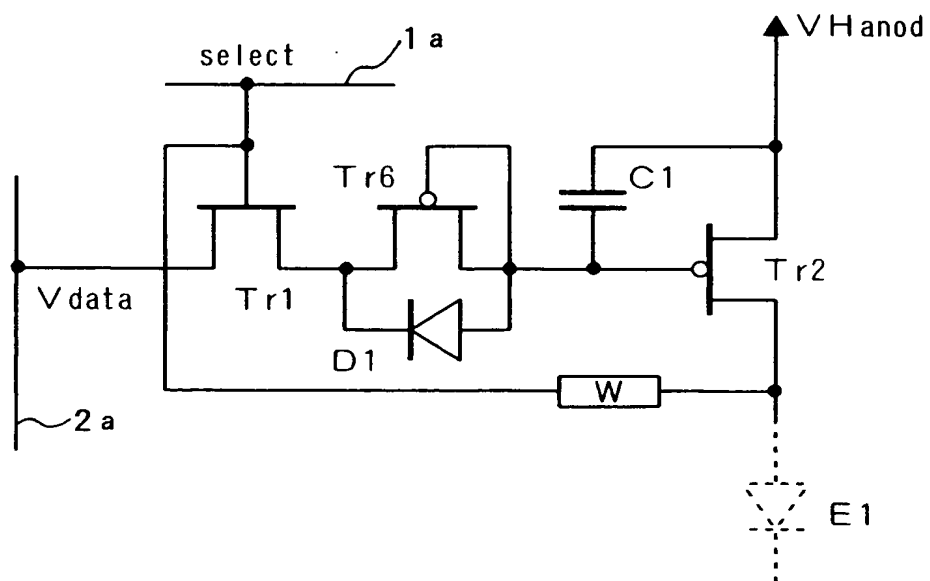 VHanod
select
1a
Tr6
C1
Tr2
Vdata
Tr1
D1
W
2a
E1